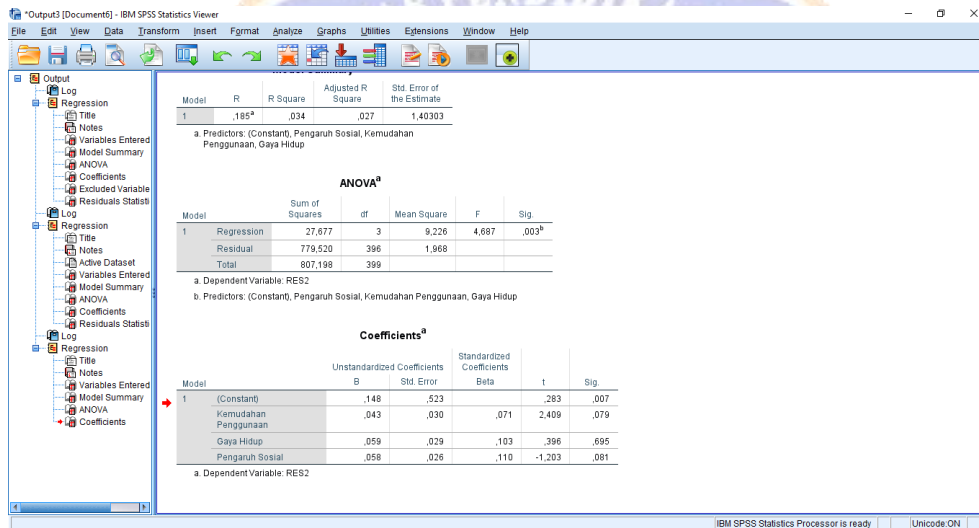 *Output3 [Document6] - IBM SPSS Statistics Viewer
File Edit View Data Transform Insert Format Analyze Graphs Utilities Extensions Window Help
Output
Log
Regression
Title
Notes
Variables Entered
Model Summary
ANOVA
Coefficients
Excluded Variable
Residuals Statisti
Log
Regression
Title
Notes
Active Dataset
Variables Entered
Model Summary
ANOVA
Coefficients
Residuals Statisti
Log
Regression
Title
Notes
Variables Entered
Model Summary
ANOVA
Coefficients
Model Summary
Model R R Square Adjusted R Square Std. Error of the Estimate
1 ,185a ,034 ,027 1,40303
a. Predictors: (Constant), Pengaruh Sosial, Kemudahan
Penggunaan, Gaya Hidup
ANOVAa
Model Sum of Squares df Mean Square F Sig.
1 Regression 27,677 3 9,226 4,687 ,003b
Residual 779,520 396 1,968
Total 807,198 399
a. Dependent Variable: RES2
b. Predictors: (Constant), Pengaruh Sosial, Kemudahan Penggunaan, Gaya Hidup
Coefficientsa
Unstandardized Coefficients Standardized Coefficients
Model B Std. Error Beta t Sig.
1 (Constant) ,148 ,523 ,283 ,007
Kemudahan Penggunaan ,043 ,030 ,071 2,409 ,079
Gaya Hidup ,059 ,029 ,103 ,396 ,695
Pengaruh Sosial ,058 ,026 ,110 -1,203 ,081
a. Dependent Variable: RES2
IBM SPSS Statistics Processor is ready Unicode:ON